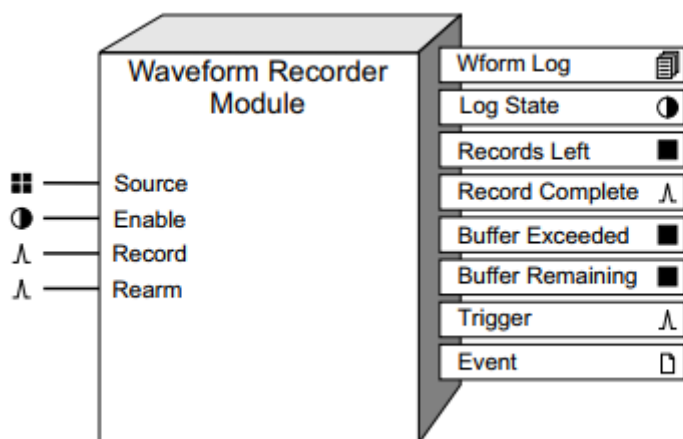 Waveform Recorder
Module
Source
Enable
Record
Rearm
Wform Log
Log State
Records Left
Record Complete
Buffer Exceeded
Buffer Remaining
Trigger
Event